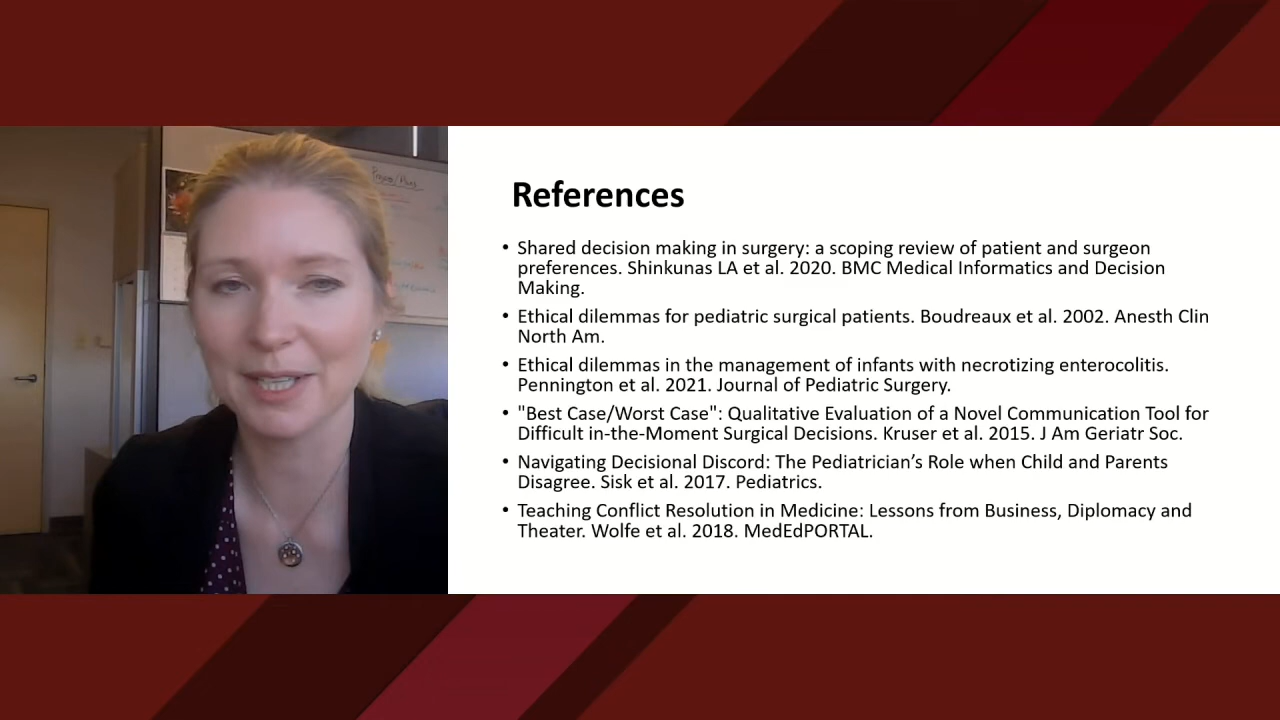 Projects/Plans
References
• Shared decision making in surgery: a scoping review of patient and surgeon
preferences. Shinkunas LA et al. 2020. BMC Medical Informatics and Decision
Making.
• Ethical dilemmas for pediatric surgical patients. Boudreaux et al. 2002. Anesth Clin
North Am.
• Ethical dilemmas in the management of infants with necrotizing enterocolitis.
Pennington et al. 2021. Journal of Pediatric Surgery.
• "Best Case/Worst Case": Qualitative Evaluation of a Novel Communication Tool for
Difficult in-the-Moment Surgical Decisions. Kruser et al. 2015. J Am Geriatr Soc.
• Navigating Decisional Discord: The Pediatrician’s Role when Child and Parents
Disagree. Sisk et al. 2017. Pediatrics.
• Teaching Conflict Resolution in Medicine: Lessons from Business, Diplomacy and
Theater. Wolfe et al. 2018. MedEdPORTAL.